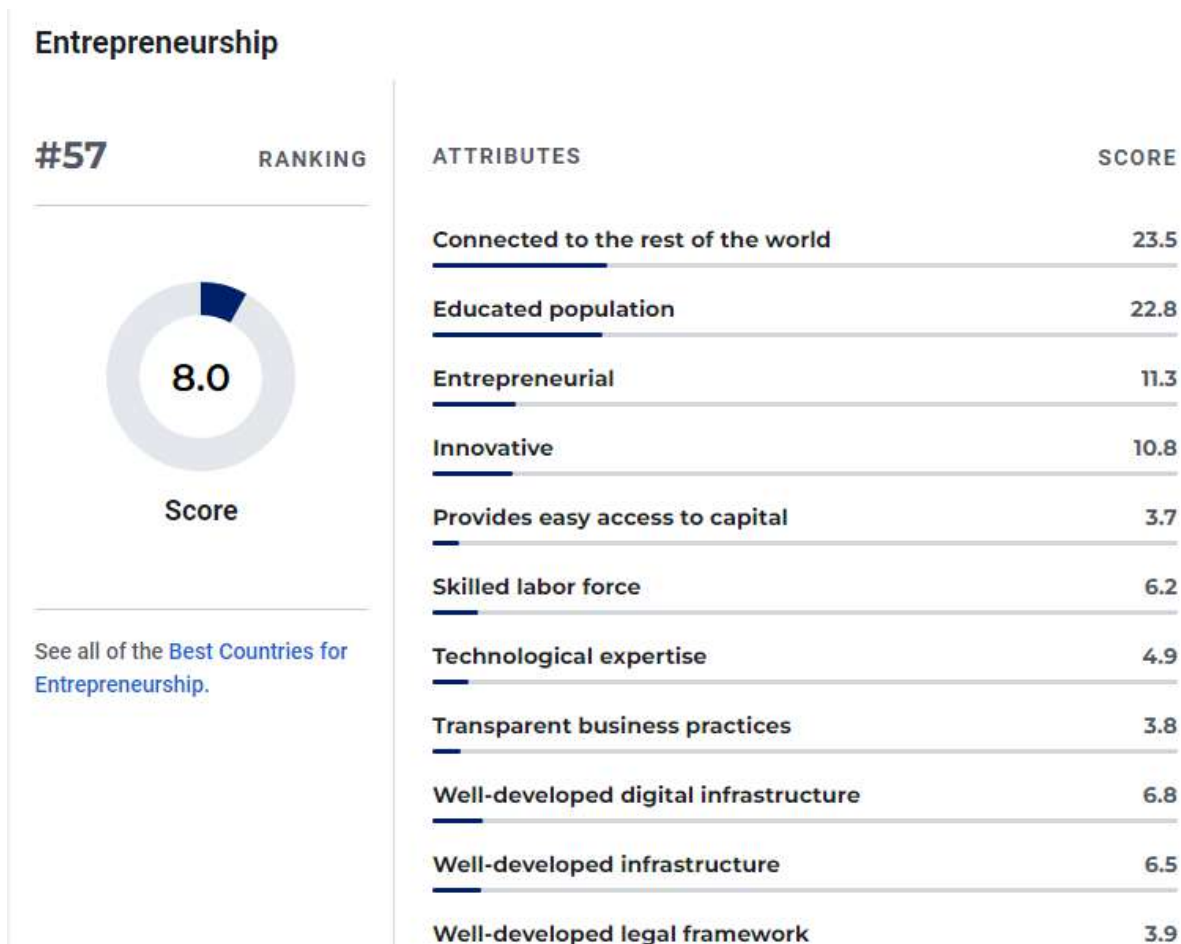 Entrepreneurship
#57 RANKING
8.0
Score
See all of the Best Countries for
Entrepreneurship.
ATTRIBUTES SCORE
Connected to the rest of the world 23.5
Educated population 22.8
Entrepreneurial 11.3
Innovative 10.8
Provides easy access to capital 3.7
Skilled labor force 6.2
Technological expertise 4.9
Transparent business practices 3.8
Well-developed digital infrastructure 6.8
Well-developed infrastructure 6.5
Well-developed legal framework 3.9